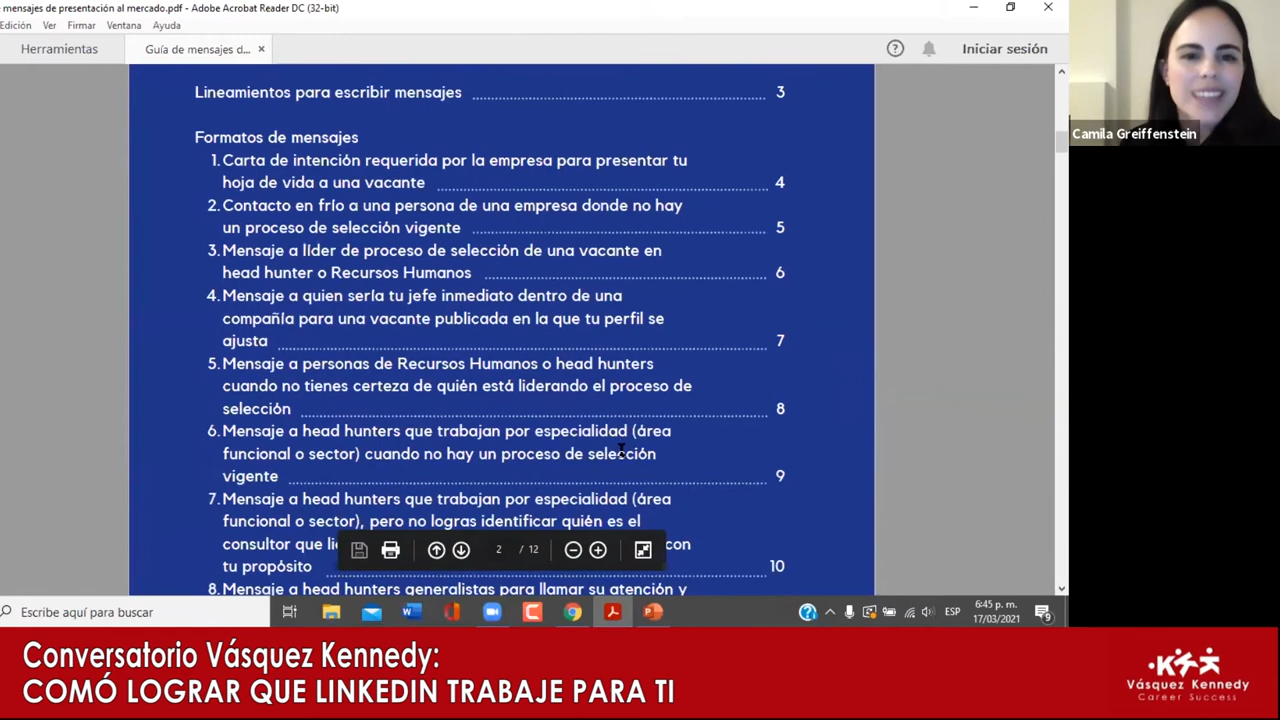 mensajes de presentación al mercado.pdf - Adobe Acrobat Reader DC (32-bit)
Edición Ver Firmar Ventana Ayuda
Herramientas
Guía de mensajes d...
Iniciar sesión
Camila Greiffenstein
Lineamientos para escribir mensajes 3
Formatos de mensajes
1. Carta de intención requerida por la empresa para presentar tu
hoja de vida a una vacante 4
2. Contacto en frío a una persona de una empresa donde no hay
un proceso de selección vigente 5
3. Mensaje a líder de proceso de selección de una vacante en
head hunter o Recursos Humanos 6
4. Mensaje a quien sería tu jefe inmediato dentro de una
compañía para una vacante publicada en la que tu perfil se
ajusta 7
5. Mensaje a personas de Recursos Humanos o head hunters
cuando no tienes certeza de quién está liderando el proceso de
selección 8
6. Mensaje a head hunters que trabajan por especialidad (área
funcional o sector) cuando no hay un proceso de selección
vigente 9
7. Mensaje a head hunters que trabajan por especialidad (área
funcional o sector), pero no logras identificar quién es el
consultor que con
2 / 12
tu propósito 10
8. Mensaje a head hunters generalistas para llamar su atención y
Escribe aquí para buscar
ESP
6:45 p. m.
17/03/2021
9
Conversatorio Vásquez Kennedy:
COMÓ LOGRAR QUE LINKEDIN TRABAJE PARA TI
Vásquez Kennedy
Career Success